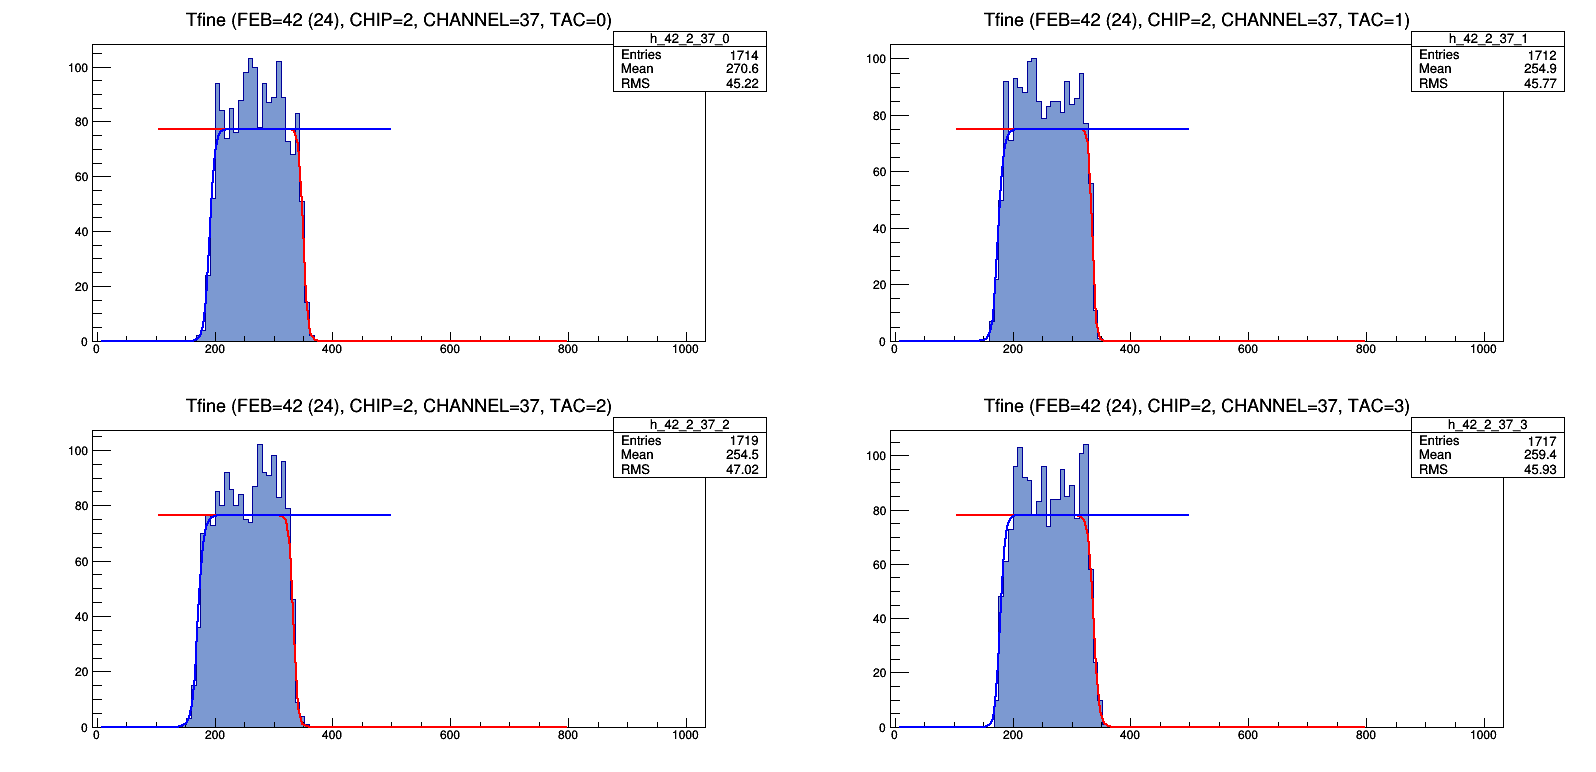 Tfine (FEB=42 (24), CHIP=2, CHANNEL=37, TAC=0)
h_42_2_37_0
Entries 1714
Mean 270.6
RMS 45.22
100
80
60
40
20
0
0 200 400 600 800 1000
Tfine (FEB=42 (24), CHIP=2, CHANNEL=37, TAC=1)
h_42_2_37_1
Entries 1712
Mean 254.9
RMS 45.77
100
80
60
40
20
0
0 200 400 600 800 1000
Tfine (FEB=42 (24), CHIP=2, CHANNEL=37, TAC=2)
h_42_2_37_2
Entries 1719
Mean 254.5
RMS 47.02
100
80
60
40
20
0
0 200 400 600 800 1000
Tfine (FEB=42 (24), CHIP=2, CHANNEL=37, TAC=3)
h_42_2_37_3
Entries 1717
Mean 259.4
RMS 45.93
100
80
60
40
20
0
0 200 400 600 800 1000